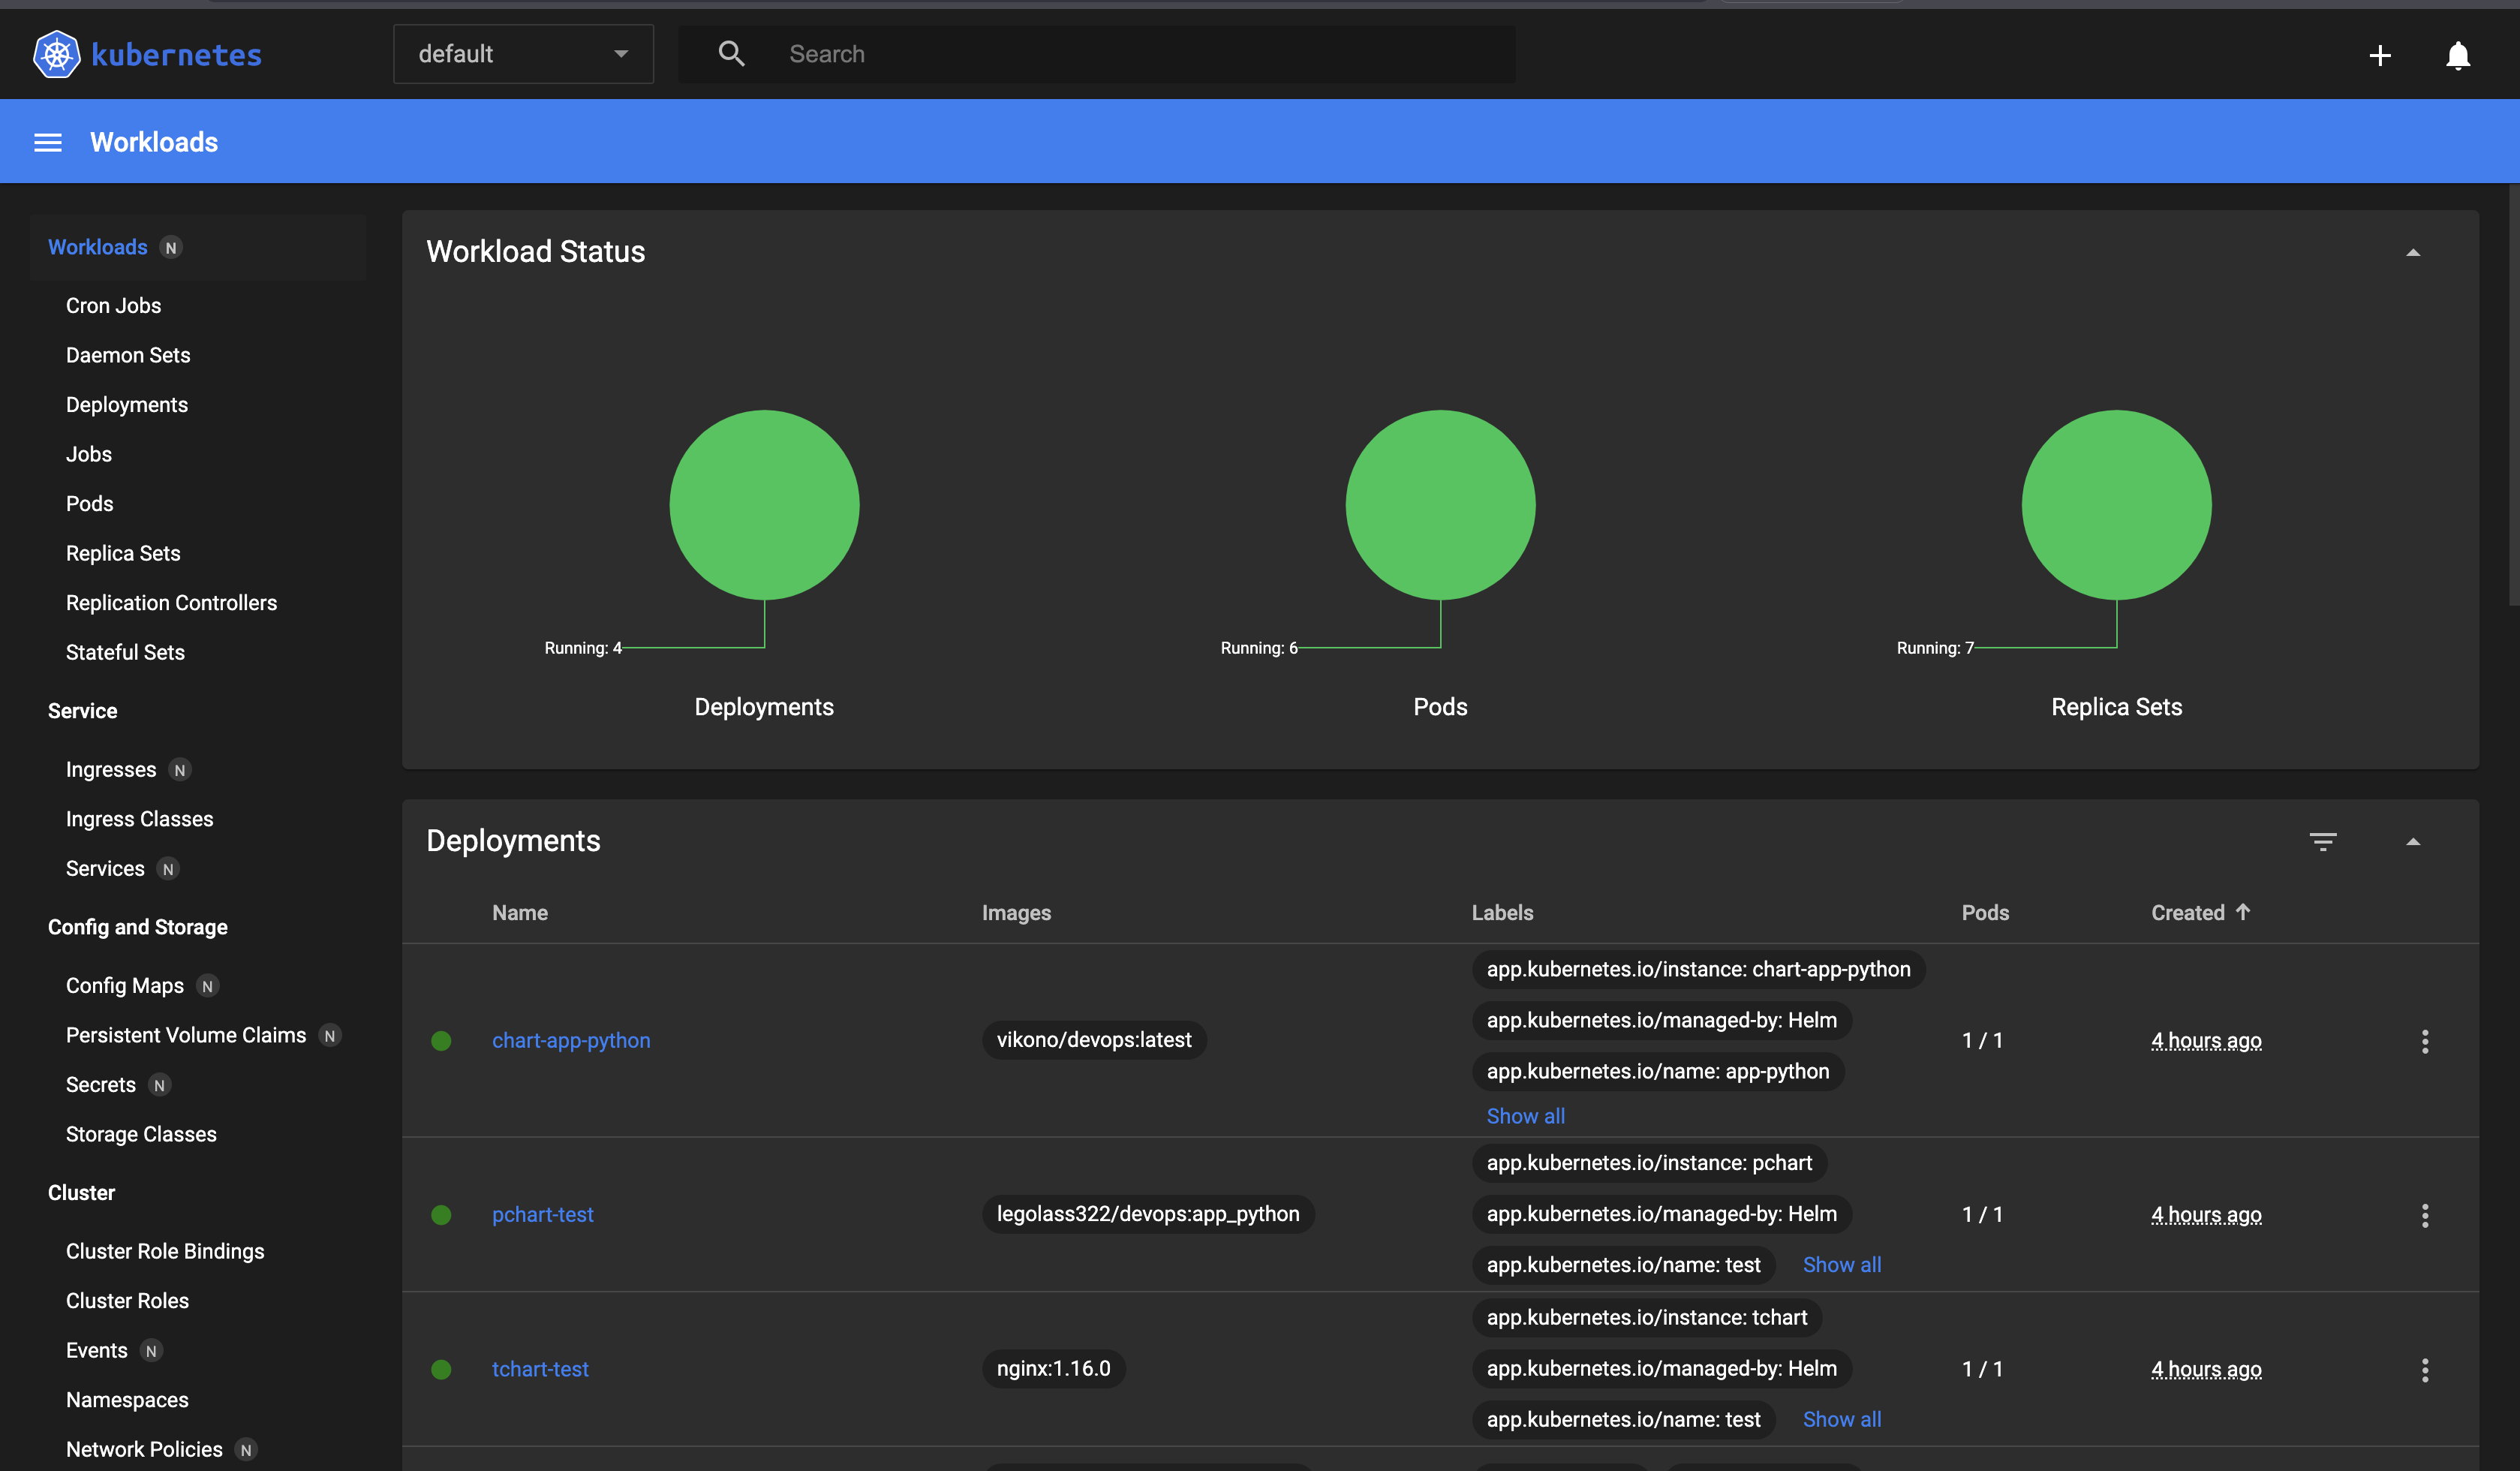 kubernetes
default
Search
Workloads
Workloads N
Cron Jobs
Daemon Sets
Deployments
Jobs
Pods
Replica Sets
Replication Controllers
Stateful Sets
Service
Ingresses N
Ingress Classes
Services N
Config and Storage
Config Maps N
Persistent Volume Claims N
Secrets N
Storage Classes
Cluster
Cluster Role Bindings
Cluster Roles
Events N
Namespaces
Network Policies N
Workload Status
Running: 4
Deployments
Running: 6
Pods
Running: 7
Replica Sets
Deployments
Name Images Labels Pods Created
chart-app-python vikono/devops:latest
app.kubernetes.io/instance: chart-app-python
app.kubernetes.io/managed-by: Helm
app.kubernetes.io/name: app-python
Show all
1 / 1 4 hours ago
pchart-test legolass322/devops:app_python
app.kubernetes.io/instance: pchart
app.kubernetes.io/managed-by: Helm
app.kubernetes.io/name: test Show all
1 / 1 4 hours ago
tchart-test nginx:1.16.0
app.kubernetes.io/instance: tchart
app.kubernetes.io/managed-by: Helm
app.kubernetes.io/name: test Show all
1 / 1 4 hours ago